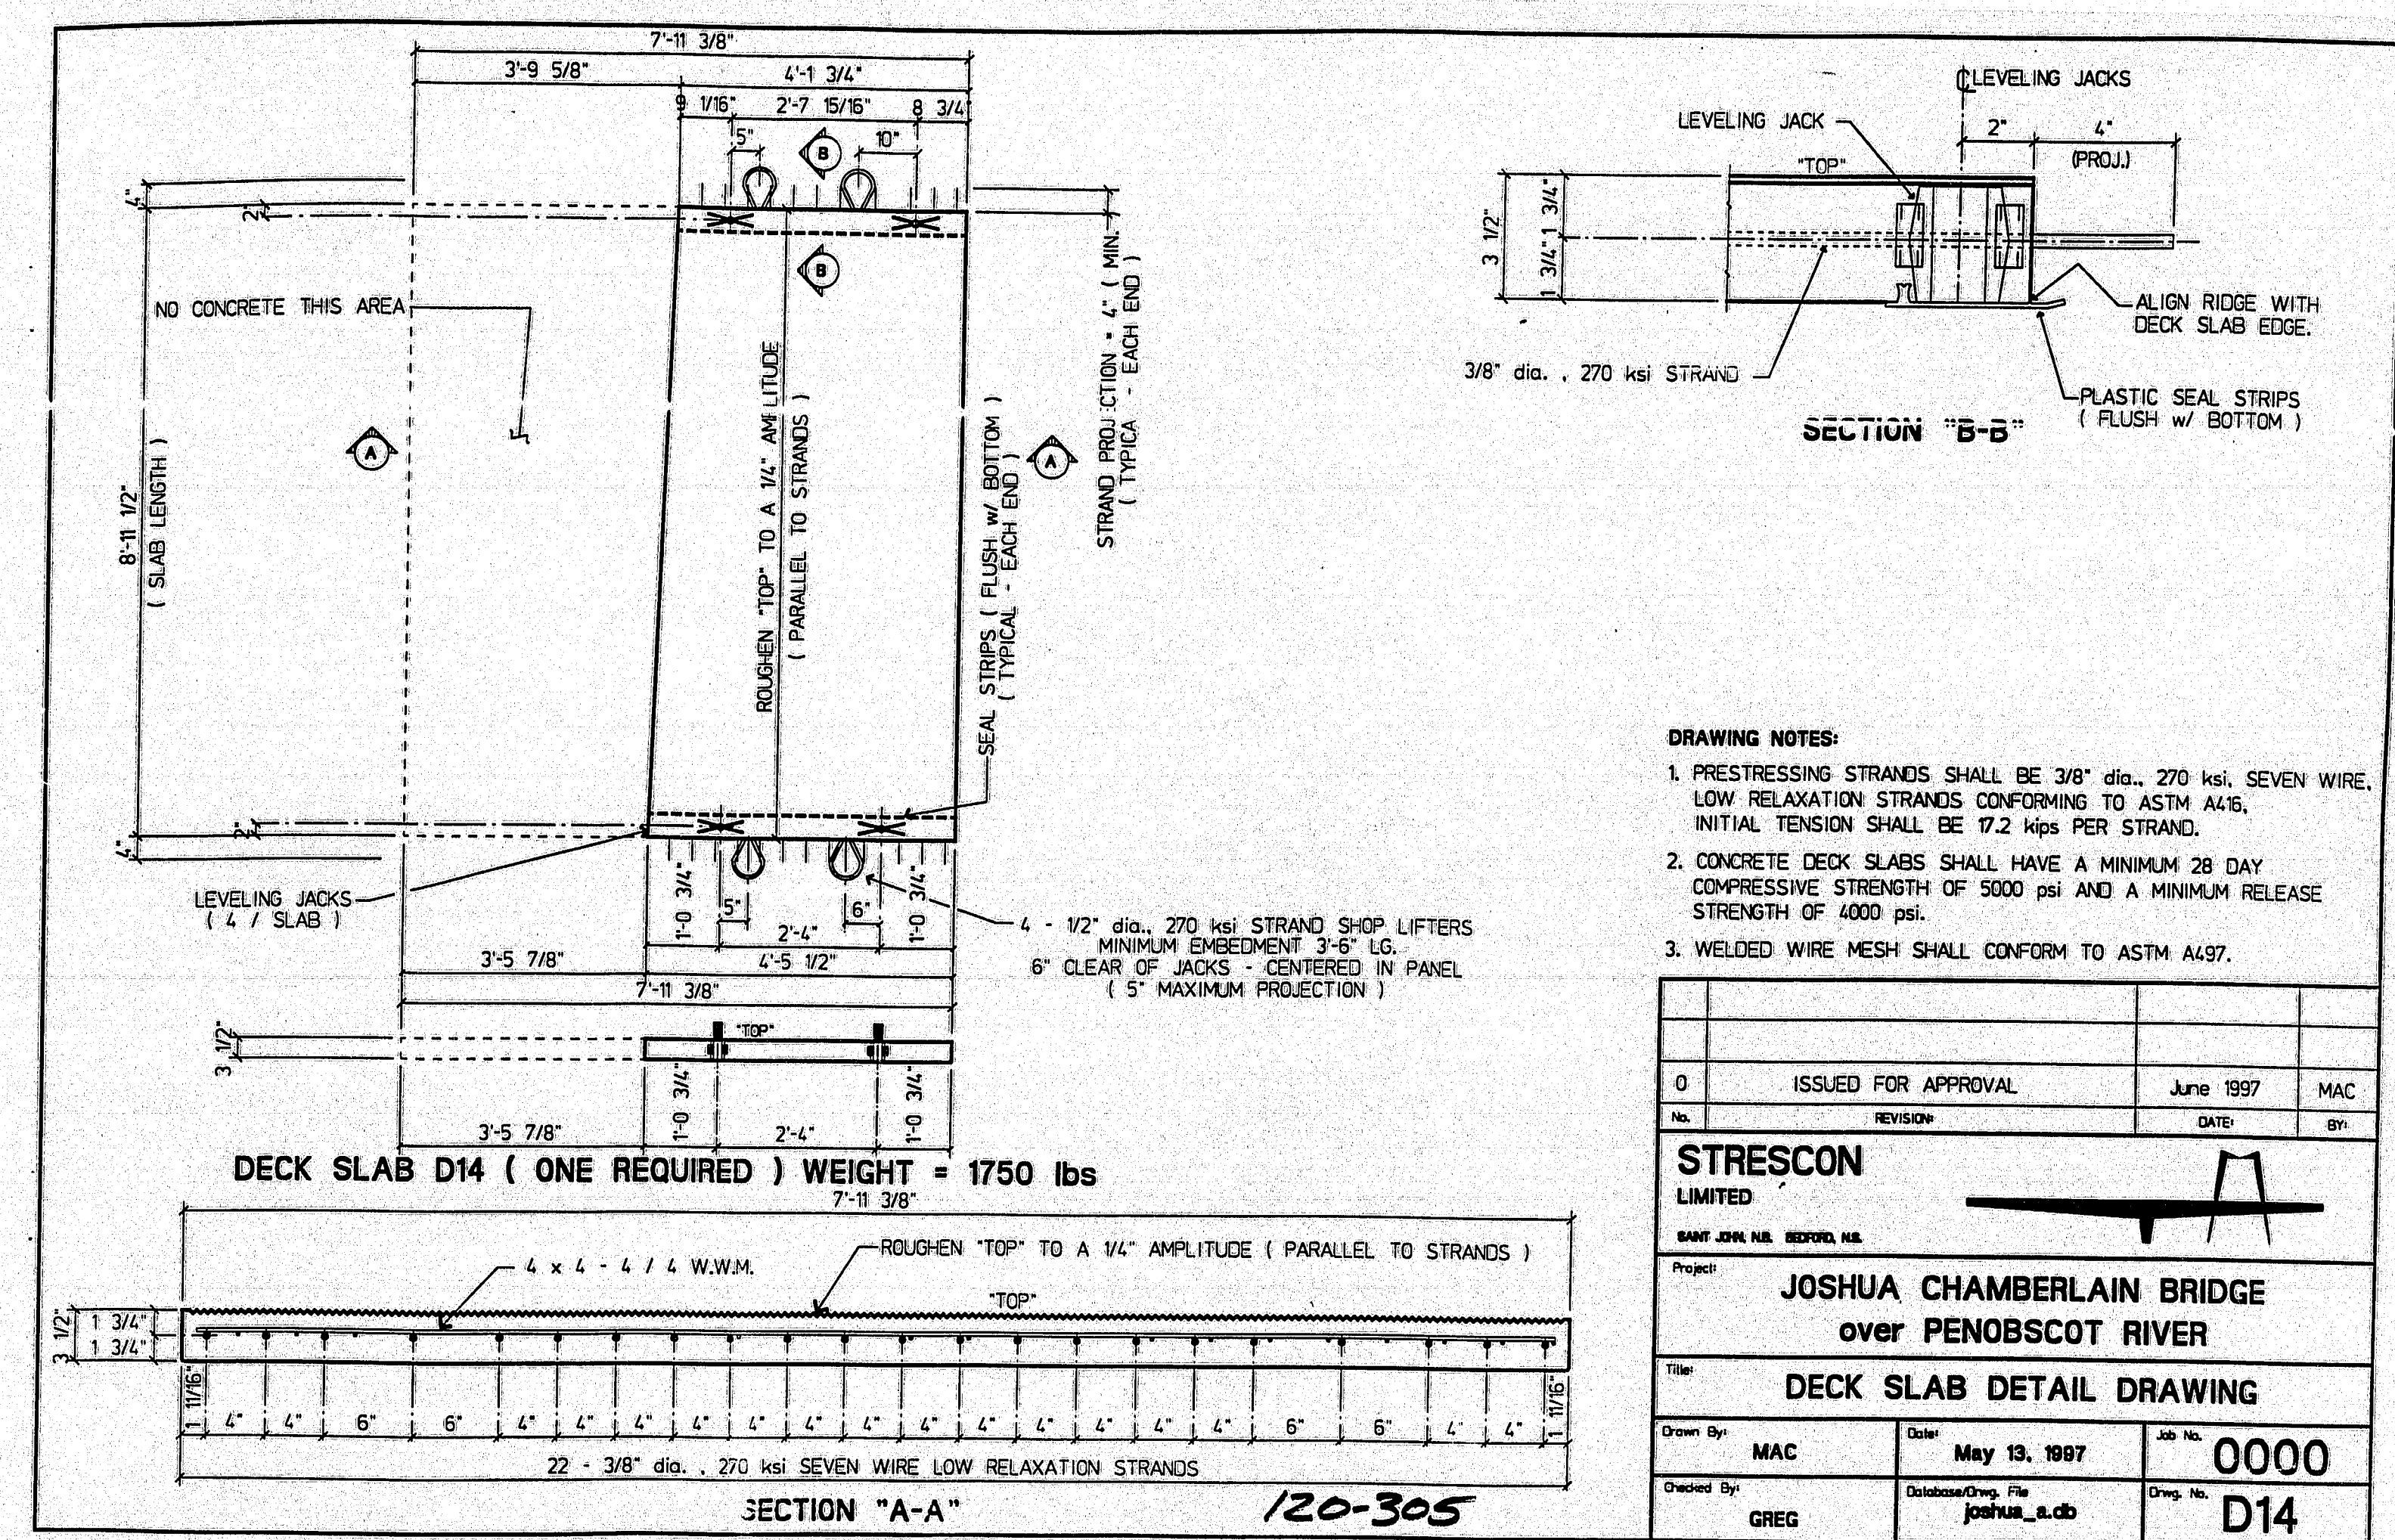 7'-11 3/8"
3'-9 5/8"
4'-1 3/4"
9 1/16"
2'-7 15/16"
8 3/4"
5"
10"
B
B
4"
2"
NO CONCRETE THIS AREA
A
A
8'-11 1/2"
( SLAB LENGTH )
ROUGHEN "TOP" TO A 1/4" AMPLITUDE
( PARALLEL TO STRANDS )
SEAL STRIPS ( FLUSH w/ BOTTOM )
( TYPICAL - EACH END )
STRAND PROJECTION = 4" ( MIN. )
( TYPICA - EACH END )
2"
4"
LEVELING JACKS
( 4 / SLAB )
1'-0 3/4"
5"
6"
1'-0 3/4"
2'-4"
3'-5 7/8"
4'-5 1/2"
7'-11 3/8"
4 - 1/2" dia., 270 ksi STRAND SHOP LIFTERS
MINIMUM EMBEDMENT 3'-6" LG.
6" CLEAR OF JACKS - CENTERED IN PANEL
( 5" MAXIMUM PROJECTION )
3 1/2"
"TOP"
1'-0 3/4"
1'-0 3/4"
3'-5 7/8"
2'-4"
DECK SLAB D14 ( ONE REQUIRED ) WEIGHT = 1750 lbs
7'-11 3/8"
ROUGHEN "TOP" TO A 1/4" AMPLITUDE ( PARALLEL TO STRANDS )
4 x 4 - 4 / 4 W.W.M.
"TOP"
3 1/2"
1 3/4"
1 3/4"
1 11/16" 4" 4" 6" 6" 4" 4" 4" 4" 4" 4" 4" 4" 4" 4" 4" 4" 4" 6" 6" 4" 4" 1 11/16"
22 - 3/8" dia. , 270 ksi SEVEN WIRE LOW RELAXATION STRANDS
SECTION "A-A"
120-305
℄ LEVELING JACKS
LEVELING JACK
2"
4"
(PROJ.)
"TOP"
3 1/2"
1 3/4"
1 3/4"
3/8" dia. , 270 ksi STRAND
ALIGN RIDGE WITH
DECK SLAB EDGE.
PLASTIC SEAL STRIPS
( FLUSH w/ BOTTOM )
SECTION "B-B"
DRAWING NOTES:
1. PRESTRESSING STRANDS SHALL BE 3/8" dia., 270 ksi, SEVEN WIRE,
LOW RELAXATION STRANDS CONFORMING TO ASTM A416,
INITIAL TENSION SHALL BE 17.2 kips PER STRAND.
2. CONCRETE DECK SLABS SHALL HAVE A MINIMUM 28 DAY
COMPRESSIVE STRENGTH OF 5000 psi AND A MINIMUM RELEASE
STRENGTH OF 4000 psi.
3. WELDED WIRE MESH SHALL CONFORM TO ASTM A497.
0 ISSUED FOR APPROVAL June 1997 MAC
No. REVISION: DATE: BY:
STRESCON
LIMITED
SAINT JOHN, N.B. BEDFORD, N.S.
Project:
JOSHUA CHAMBERLAIN BRIDGE
over PENOBSCOT RIVER
Title:
DECK SLAB DETAIL DRAWING
Drawn By: MAC
Date: May 13, 1997
Job No. 0000
Checked By: GREG
Database/Drwg. File joshua_a.db
Drwg. No. D14